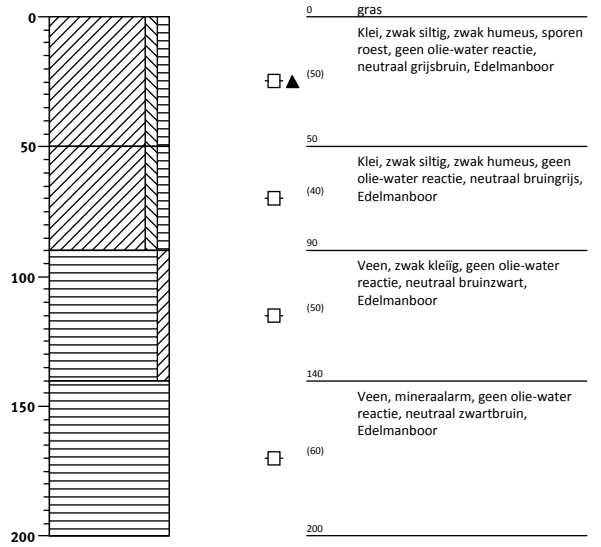 0
0
gras
Klei, zwak siltig, zwak humeus, sporen
roest, geen olie-water reactie,
neutraal grijsbruin, Edelmanboor
(50)
50
50
Klei, zwak siltig, zwak humeus, geen
olie-water reactie, neutraal bruingrijs,
Edelmanboor
(40)
90
Veen, zwak kleiïg, geen olie-water
reactie, neutraal bruinzwart,
Edelmanboor
100
(50)
140
Veen, mineraalarm, geen olie-water
reactie, neutraal zwartbruin,
Edelmanboor
150
(60)
200
200